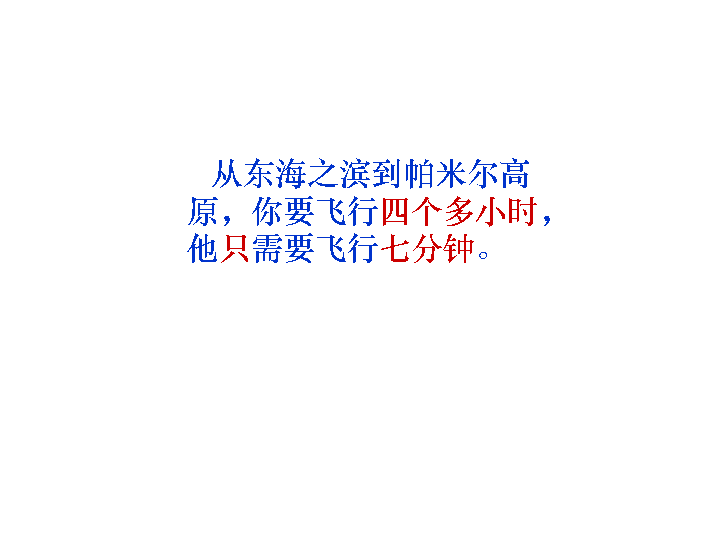 从东海之滨到帕米尔高
原，你要飞行四个多小时，
他只需要飞行七分钟。